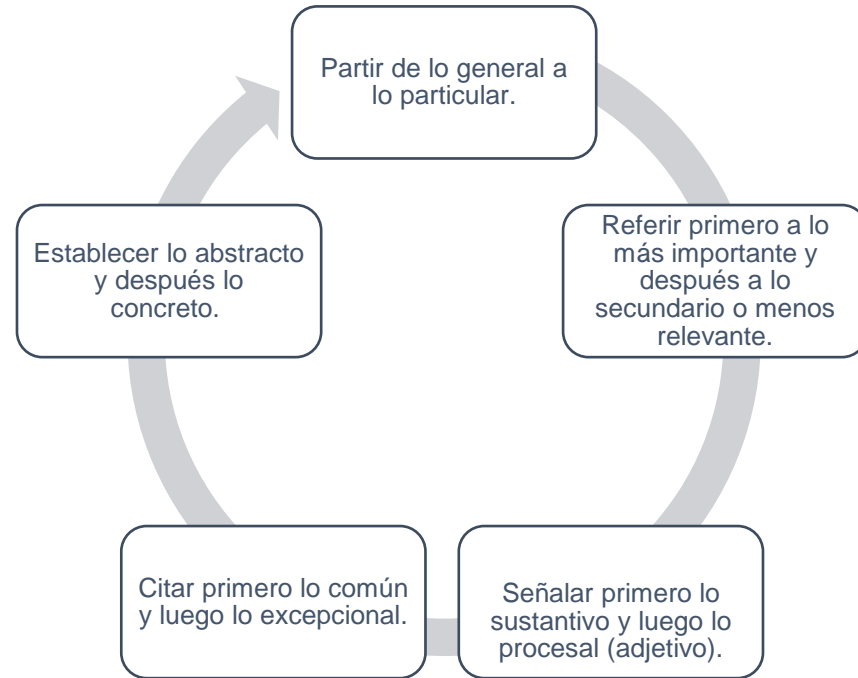 Partir de lo general a
lo particular.
Referir primero a lo
más importante y
después a lo
secundario o menos
relevante.
Señalar primero lo
sustantivo y luego lo
procesal (adjetivo).
Citar primero lo común
y luego lo excepcional.
Establecer lo abstracto
y después lo
concreto.